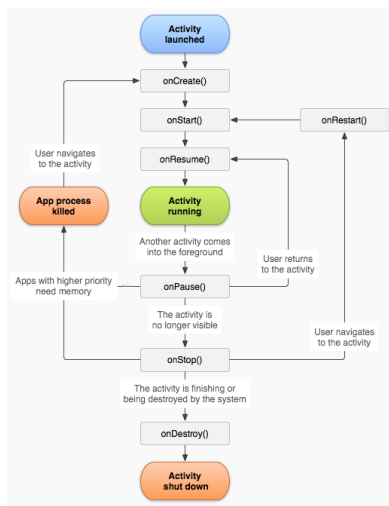 Activity
launched
onCreate()
onStart()
onRestart()
User navigates
to the activity
onResume()
App process
killed
Activity
running
Another activity comes
into the foreground
User returns
to the activity
Apps with higher priority
need memory
onPause()
The activity is
no longer visible
User navigates
to the activity
onStop()
The activity is finishing or
being destroyed by the system
onDestroy()
Activity
shut down